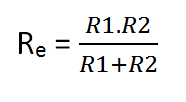 Rₑ = R1.R2 / R1+R2